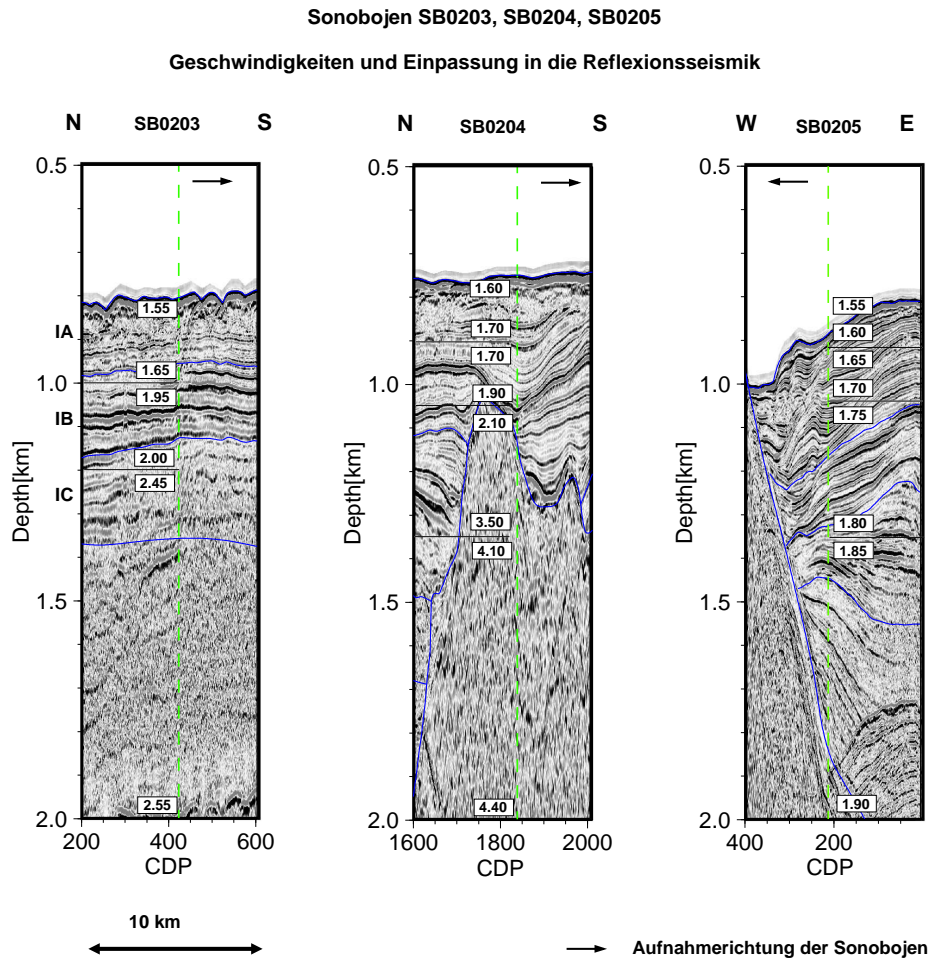 Sonobojen SB0203, SB0204, SB0205
Geschwindigkeiten und Einpassung in die Reflexionsseismik
N SB0203 S
0.5
1.55
IA
1.65
1.0
1.95
IB
2.00
2.45
IC
Depth[km]
1.5
2.55
2.0
200 400 600
CDP
N SB0204 S
0.5
1.60
1.70
1.70
1.0
1.90
2.10
Depth[km]
3.50
4.10
1.5
4.40
2.0
1600 1800 2000
CDP
W SB0205 E
0.5
1.55
1.60
1.65
1.0
1.70
1.75
Depth[km]
1.80
1.85
1.5
1.90
2.0
400 200
CDP
10 km
Aufnahmerichtung der Sonobojen